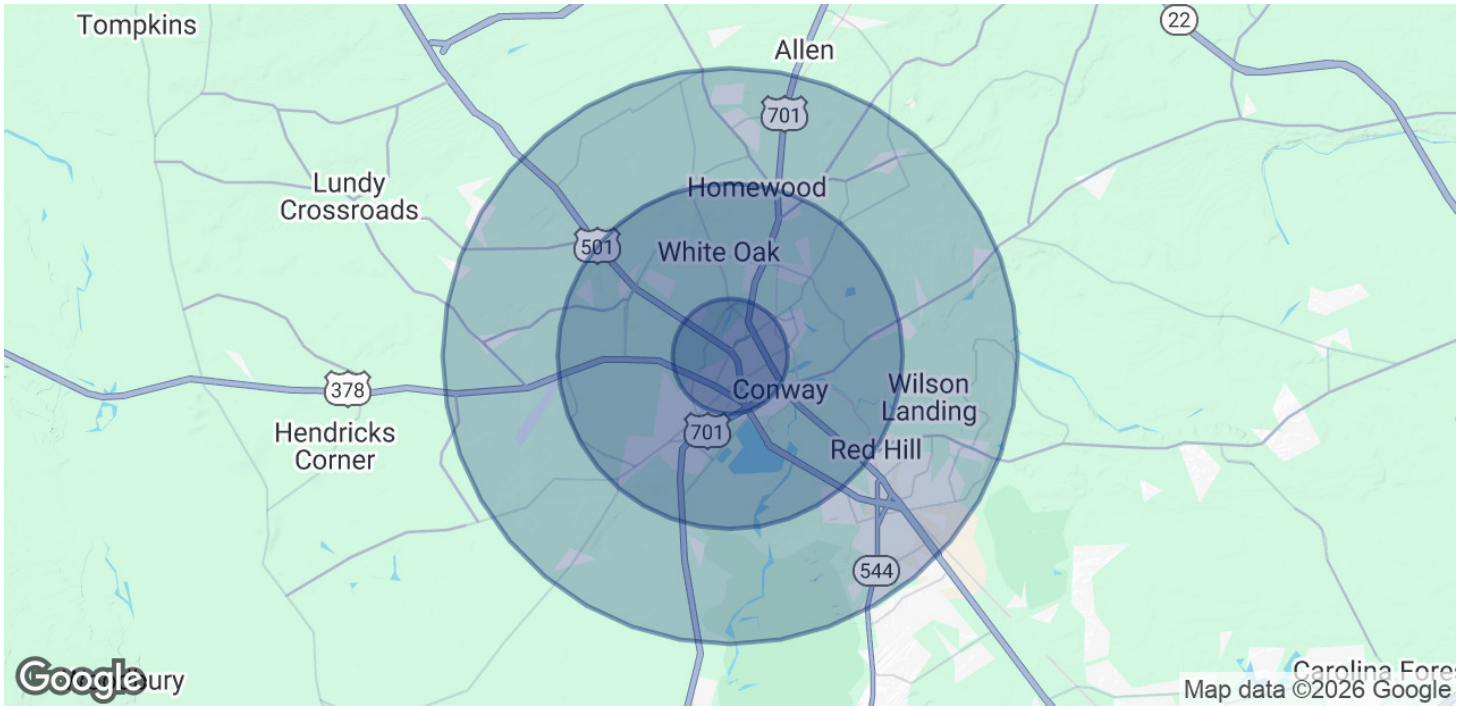 Tompkins
22
Allen
701
Lundy
Crossroads
Homewood
501
White Oak
378
Conway
Wilson
Landing
Hendricks
Corner
701
Red Hill
544
Google
bury
Carolina Fores
Map data ©2026 Google